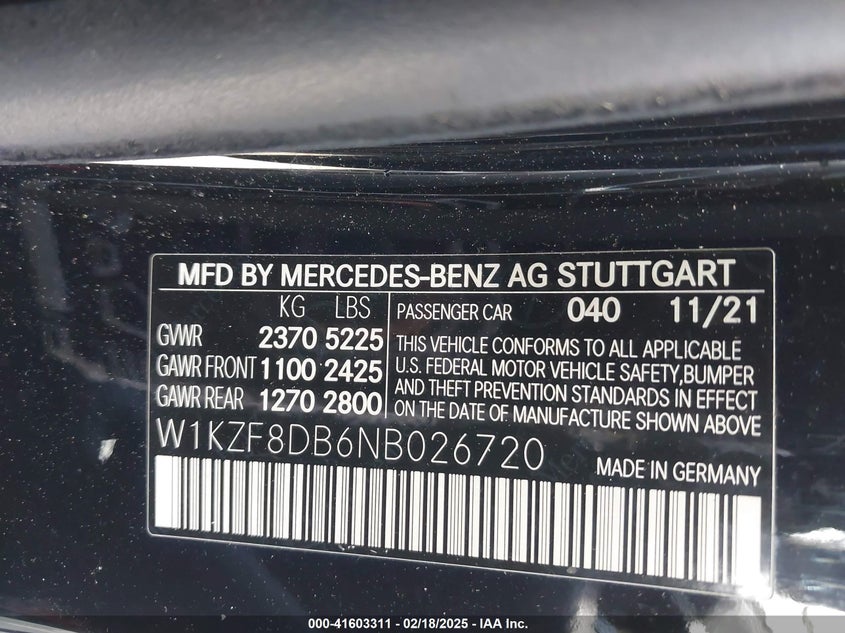 MFD BY MERCEDES-BENZ AG STUTTGART
KG LBS
GVWR 2370 5225
GAWR FRONT 1100 2425
GAWR REAR 1270 2800
PASSENGER CAR 040 11/21
THIS VEHICLE CONFORMS TO ALL APPLICABLE
U.S. FEDERAL MOTOR VEHICLE SAFETY,BUMPER
AND THEFT PREVENTION STANDARDS IN EFFECT
ON THE DATE OF MANUFACTURE SHOWN ABOVE
W1KZF8DB6NB026720
MADE IN GERMANY
000-41603311 - 02/18/2025 - IAA Inc.